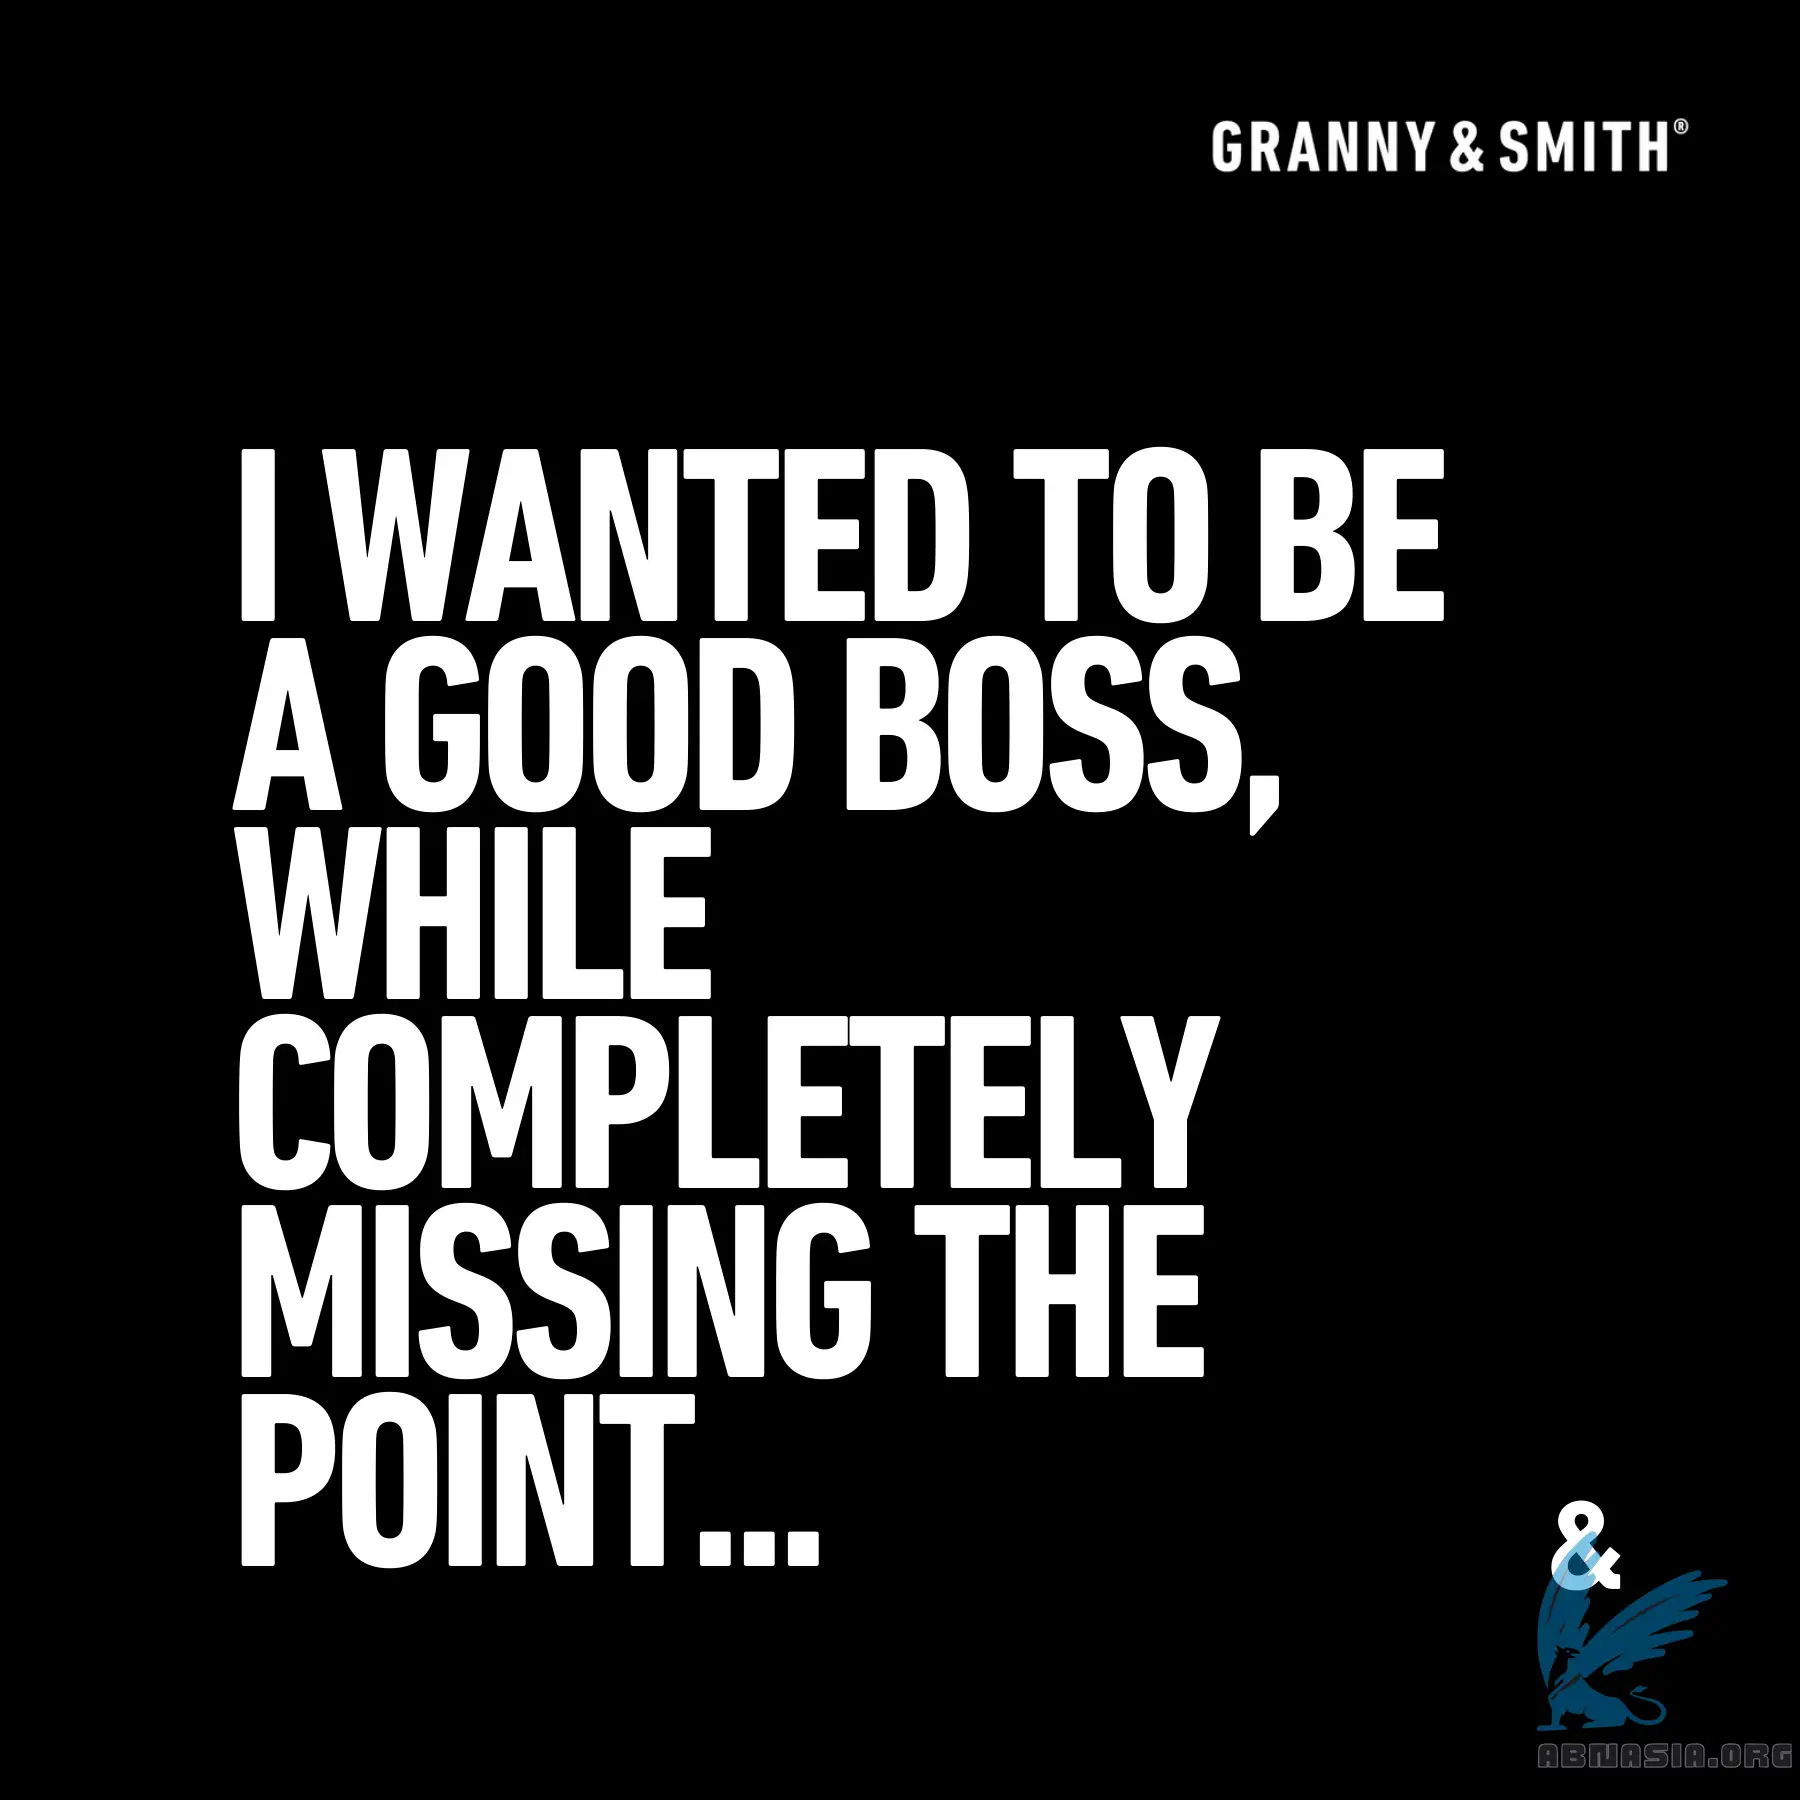 GRANNY & SMITH®
I WANTED TO BE
A GOOD BOSS,
WHILE
COMPLETELY
MISSING THE
POINT...
&
ABNASIA.ORG